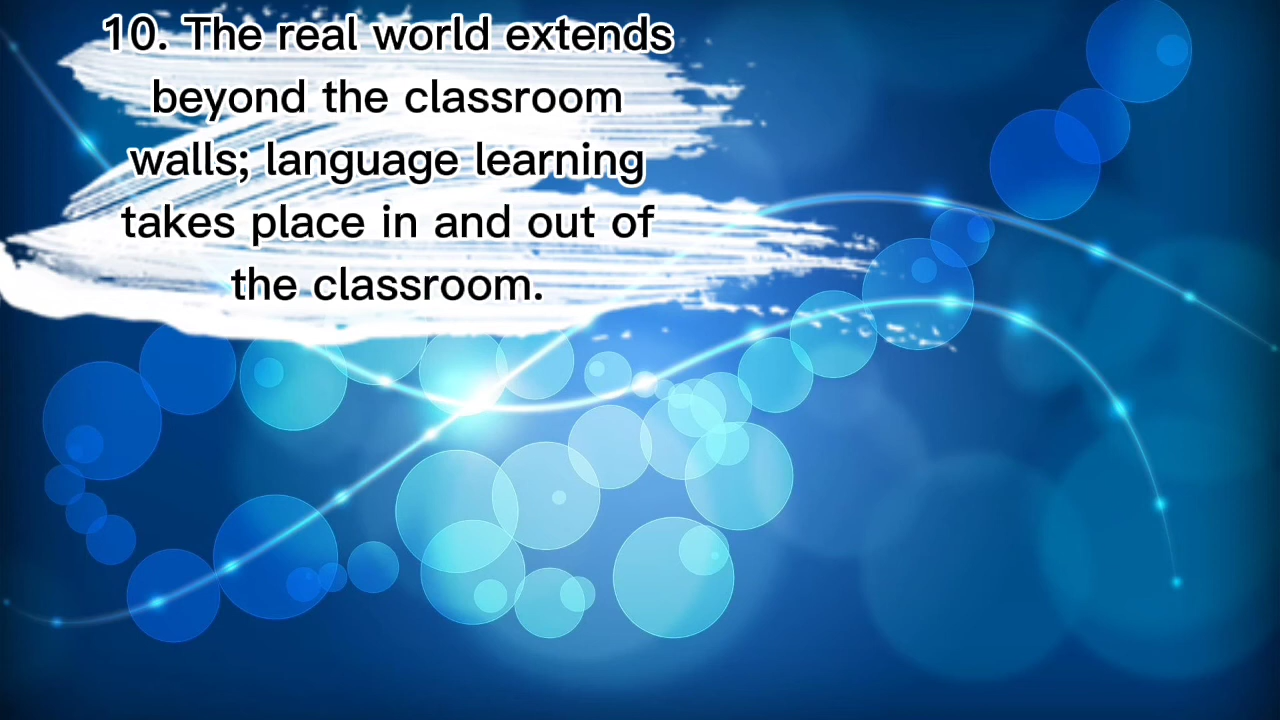 10. The real world extends
beyond the classroom
walls; language learning
takes place in and out of
the classroom.